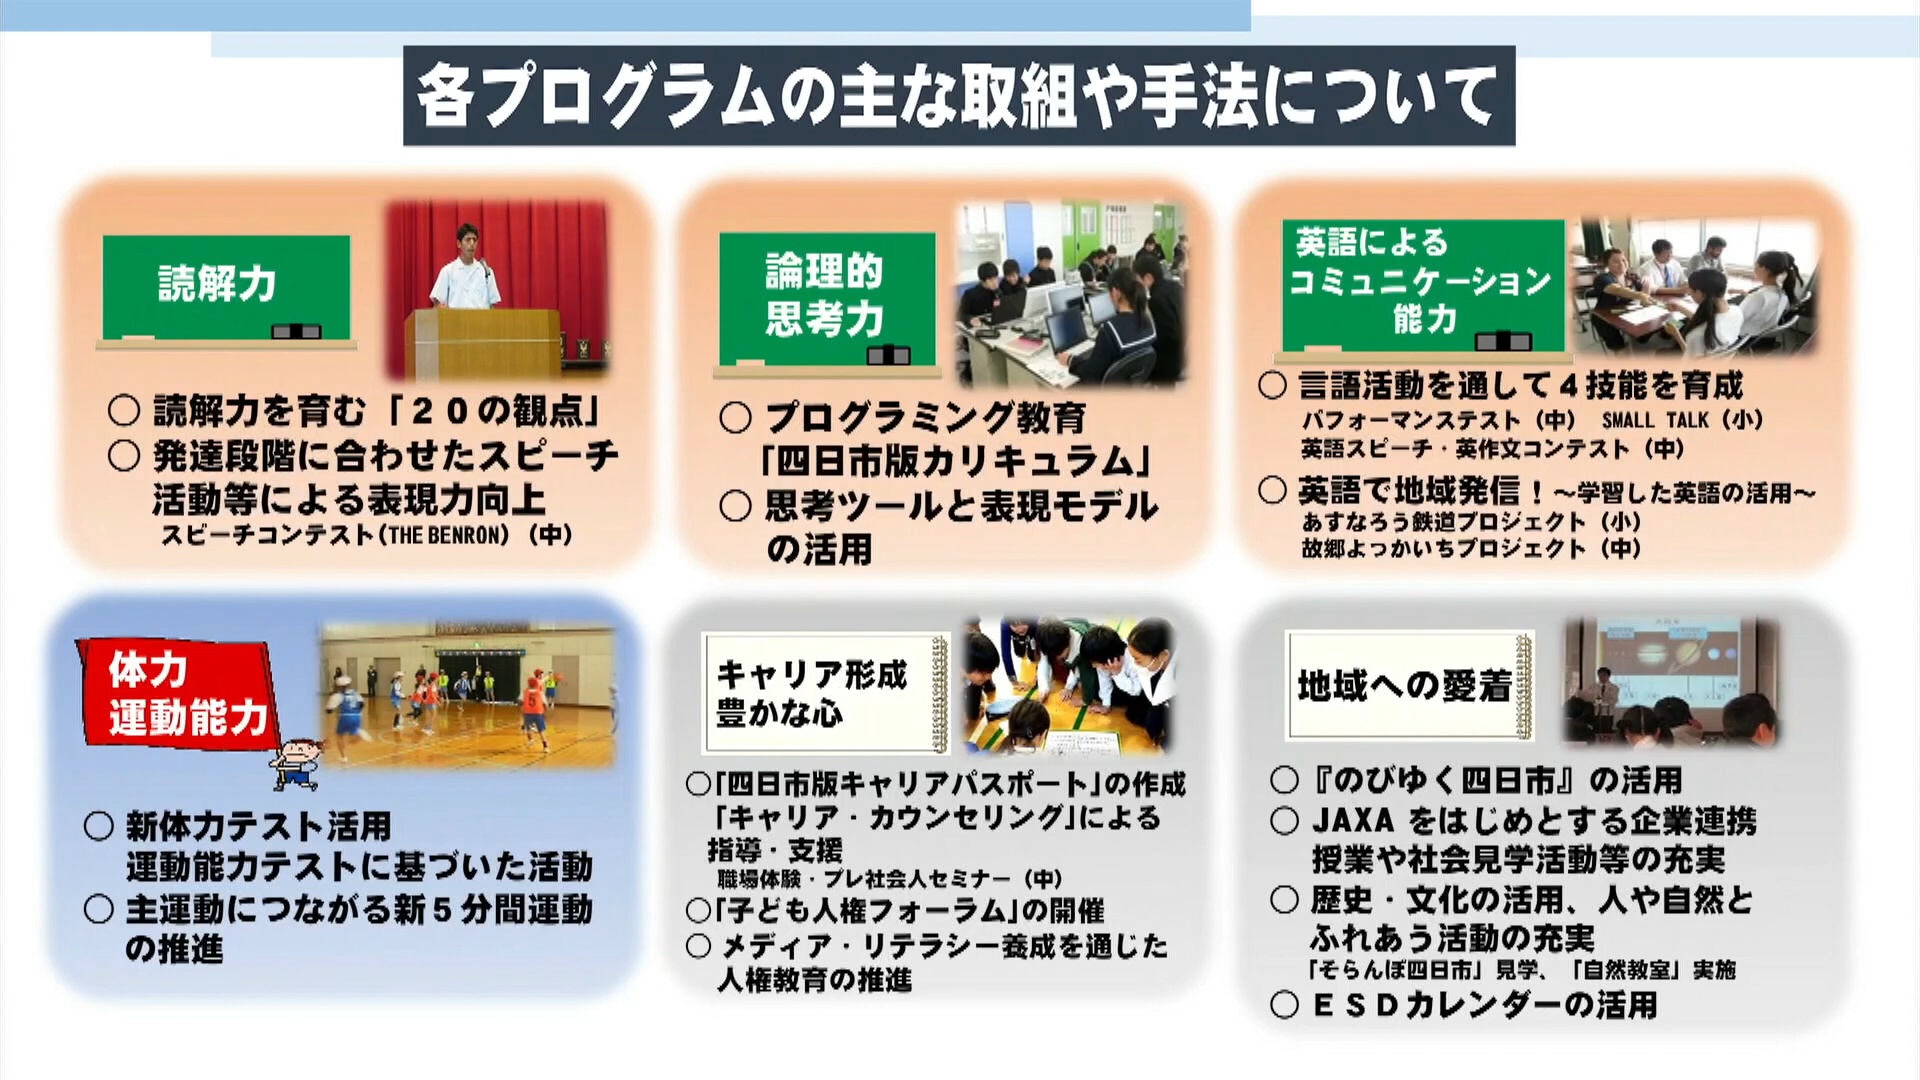 各プログラムの主な取組や手法について
読解力
○ 読解力を育む「２０の観点」
○ 発達段階に合わせたスピーチ
活動等による表現力向上
スピーチコンテスト（THE BENRON）（中）
論理的
思考力
○ プログラミング教育
「四日市版カリキュラム」
○ 思考ツールと表現モデル
の活用
英語による
コミュニケーション
能力
○ 言語活動を通して４技能を育成
パフォーマンステスト（中） SMALL TALK（小）
英語スピーチ・英作文コンテスト（中）
○ 英語で地域発信！～学習した英語の活用～
あすなろう鉄道プロジェクト（小）
故郷よっかいちプロジェクト（中）
体力
運動能力
○ 新体力テスト活用
運動能力テストに基づいた活動
○ 主運動につながる新５分間運動
の推進
キャリア形成
豊かな心
○「四日市版キャリアパスポート」の作成
「キャリア・カウンセリング」による
指導・支援
職場体験・プレ社会人セミナー（中）
○「子ども人権フォーラム」の開催
○ メディア・リテラシー養成を通じた
人権教育の推進
地域への愛着
○『のびゆく四日市』の活用
○ JAXA をはじめとする企業連携
授業や社会見学活動等の充実
○ 歴史・文化の活用、人や自然と
ふれあう活動の充実
「そらんぽ四日市」見学、「自然教室」実施
○ ＥＳＤカレンダーの活用